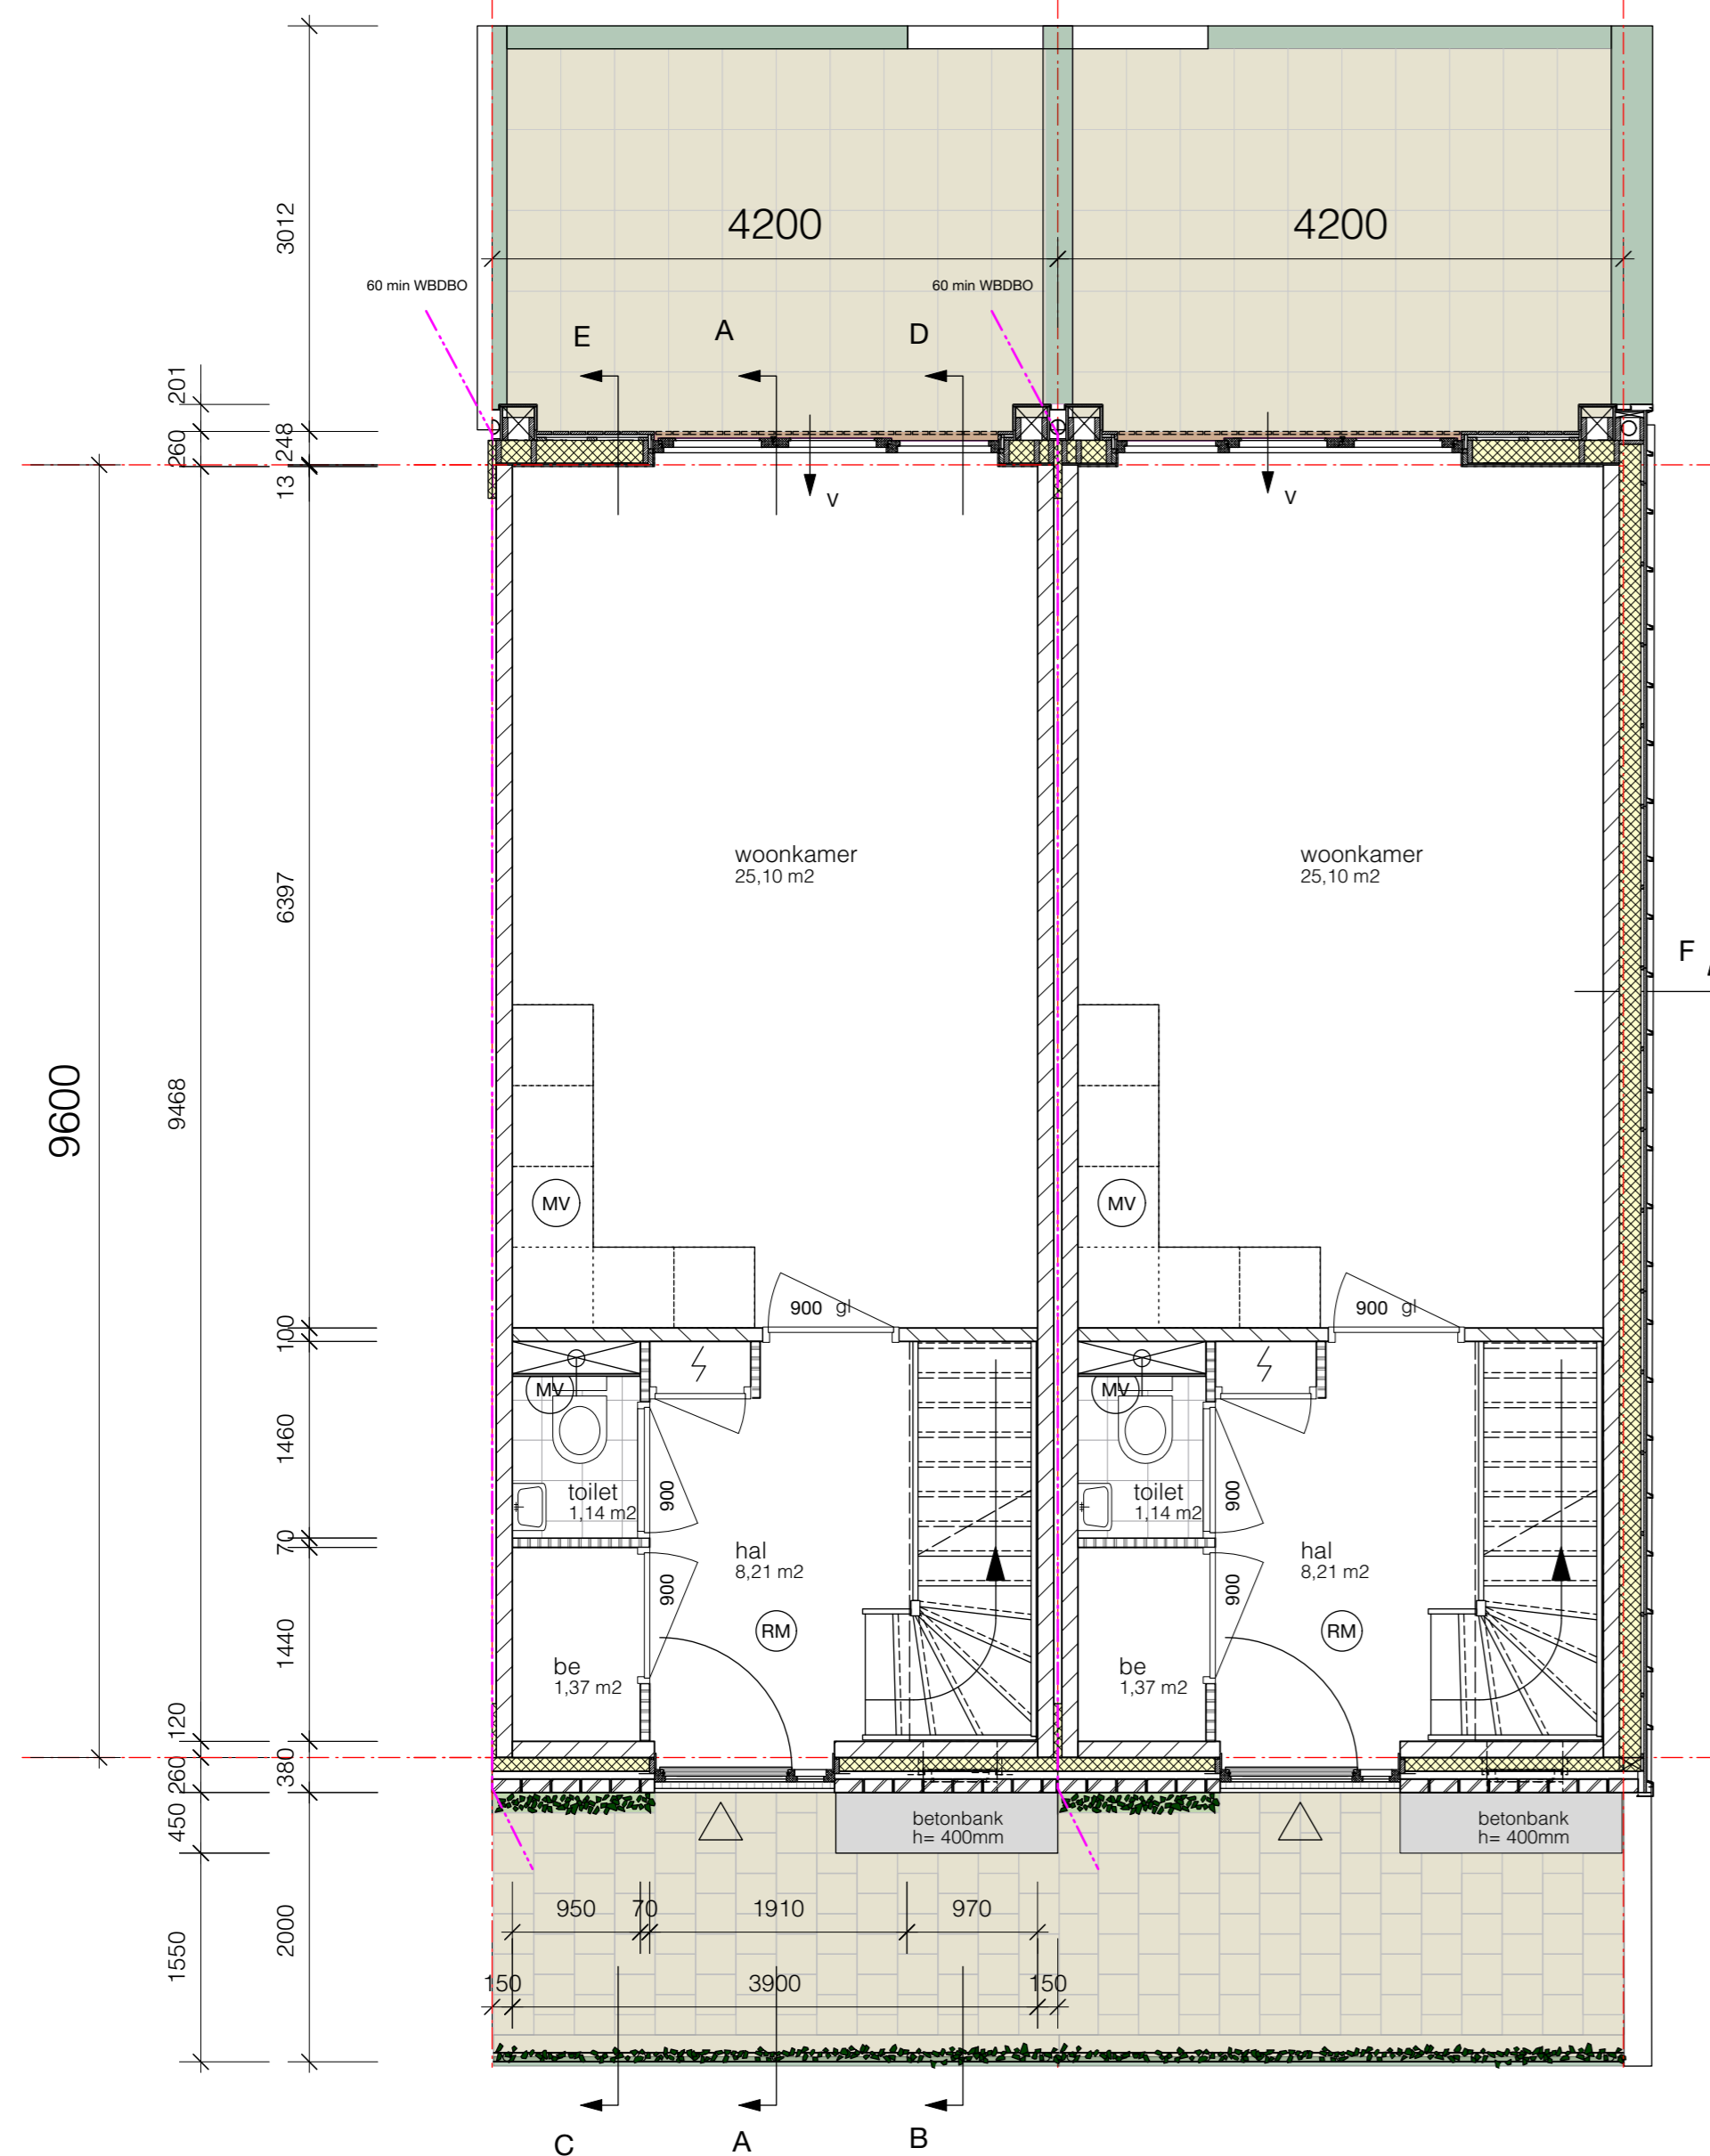 3012
4200
4200
60 min WBDBO
60 min WBDBO
E
A
D
201
260
248
13
V
V
woonkamer
25,10 m2
woonkamer
25,10 m2
6397
F
9600
9468
MV
MV
900 gl
900 gl
100
MV
MV
1460
toilet
1,14 m2
900
toilet
1,14 m2
900
70
hal
8,21 m2
hal
8,21 m2
900
900
1440
RM
RM
be
1,37 m2
be
1,37 m2
120
380
260
450
betonbank
h= 400mm
betonbank
h= 400mm
950
70
1910
970
2000
1550
150
3900
150
C
A
B